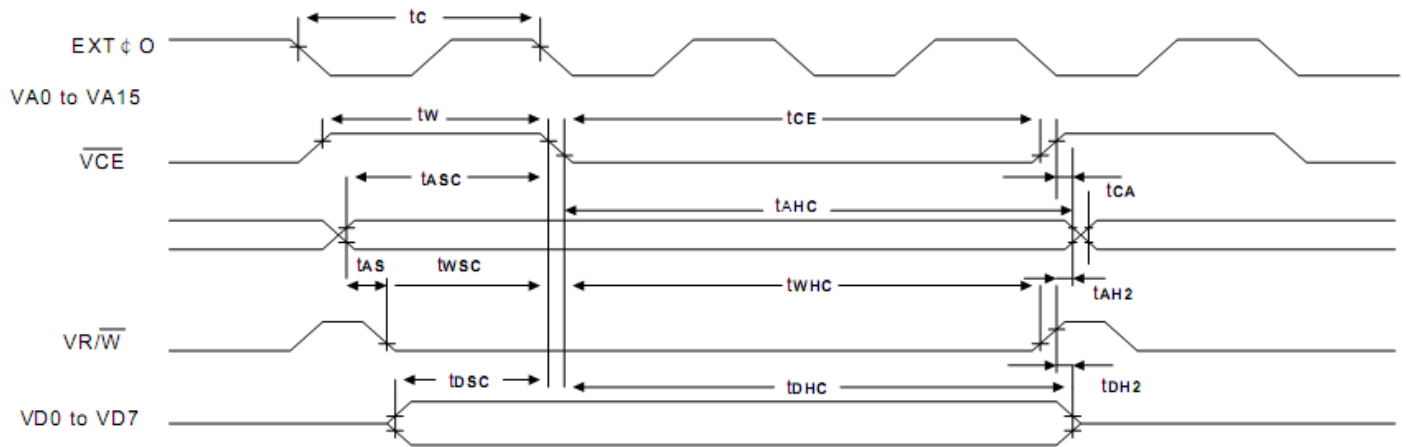 tC
EXT ¢ O
VA0 to VA15
tW
tCE
VCE
tASC
tCA
tAHC
tAS
tWSC
tWHC
tAH2
VR/W
tDSC
tDHC
tDH2
VD0 to VD7